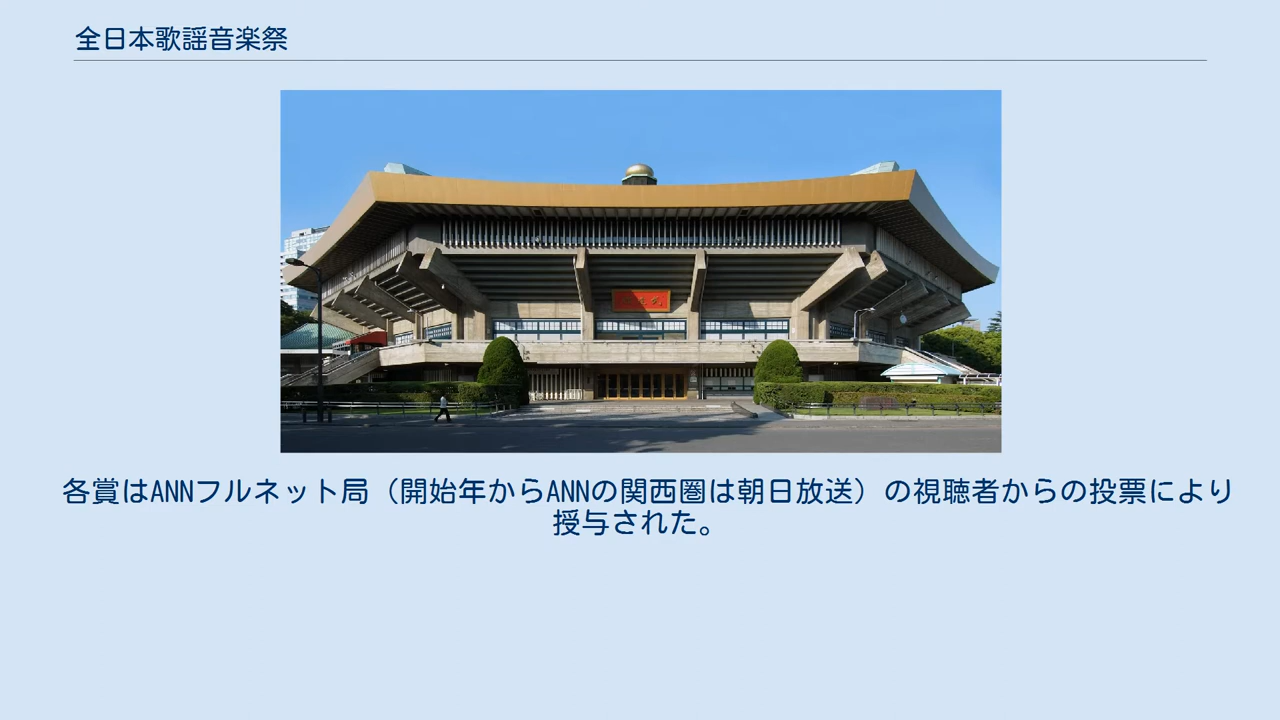 全日本歌謡音楽祭
各賞はANNフルネット局（開始年からANNの関西圏は朝日放送）の視聴者からの投票により
授与された。